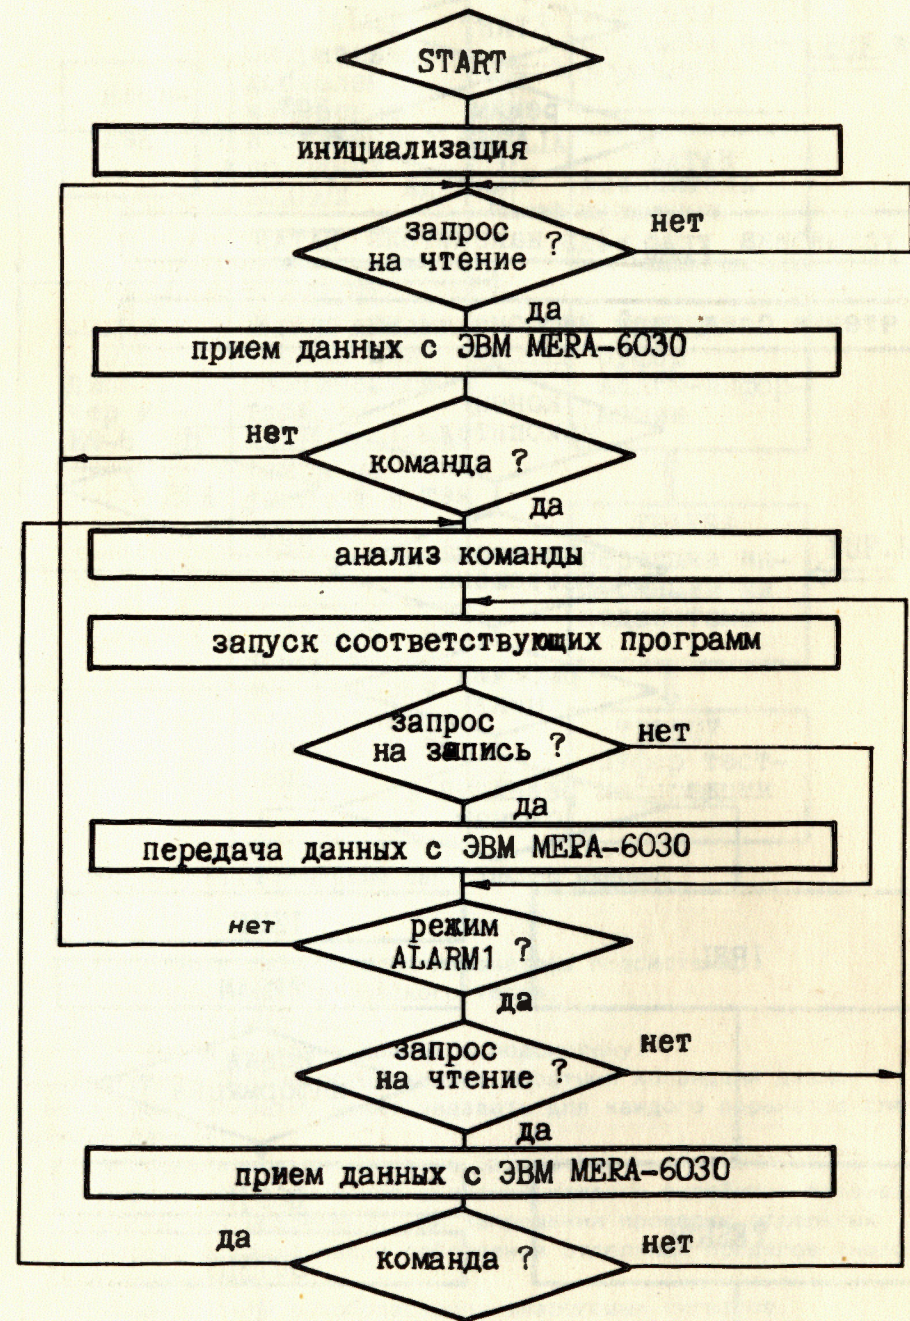 START
инициализация
запрос
на чтение ?
нет
да
прием данных с ЭВМ MERA-6030
нет
команда ?
да
анализ команды
запуск соответствующих программ
запрос
на запись ?
нет
да
передача данных с ЭВМ МЕРА-6030
нет
режим
ALARM1 ?
да
запрос
на чтение ?
нет
да
прием данных с ЭВМ MERA-6030
да
команда ?
нет